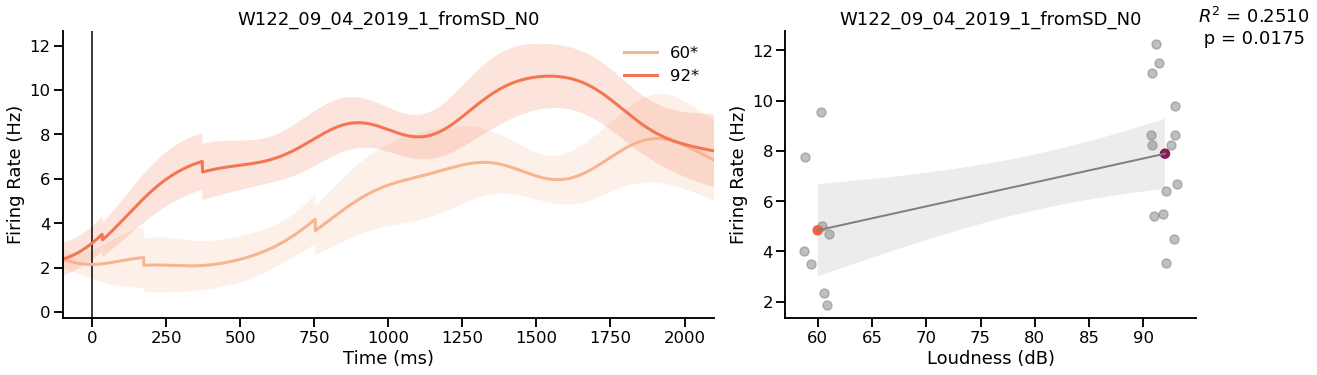 W122_09_04_2019_1_fromSD_N0
60*
92*
12
10
8
6
4
2
0
Firing Rate (Hz)
0 250 500 750 1000 1250 1500 1750 2000
Time (ms)
W122_09_04_2019_1_fromSD_N0
R² = 0.2510
p = 0.0175
12
10
8
6
4
2
Firing Rate (Hz)
60 65 70 75 80 85 90
Loudness (dB)